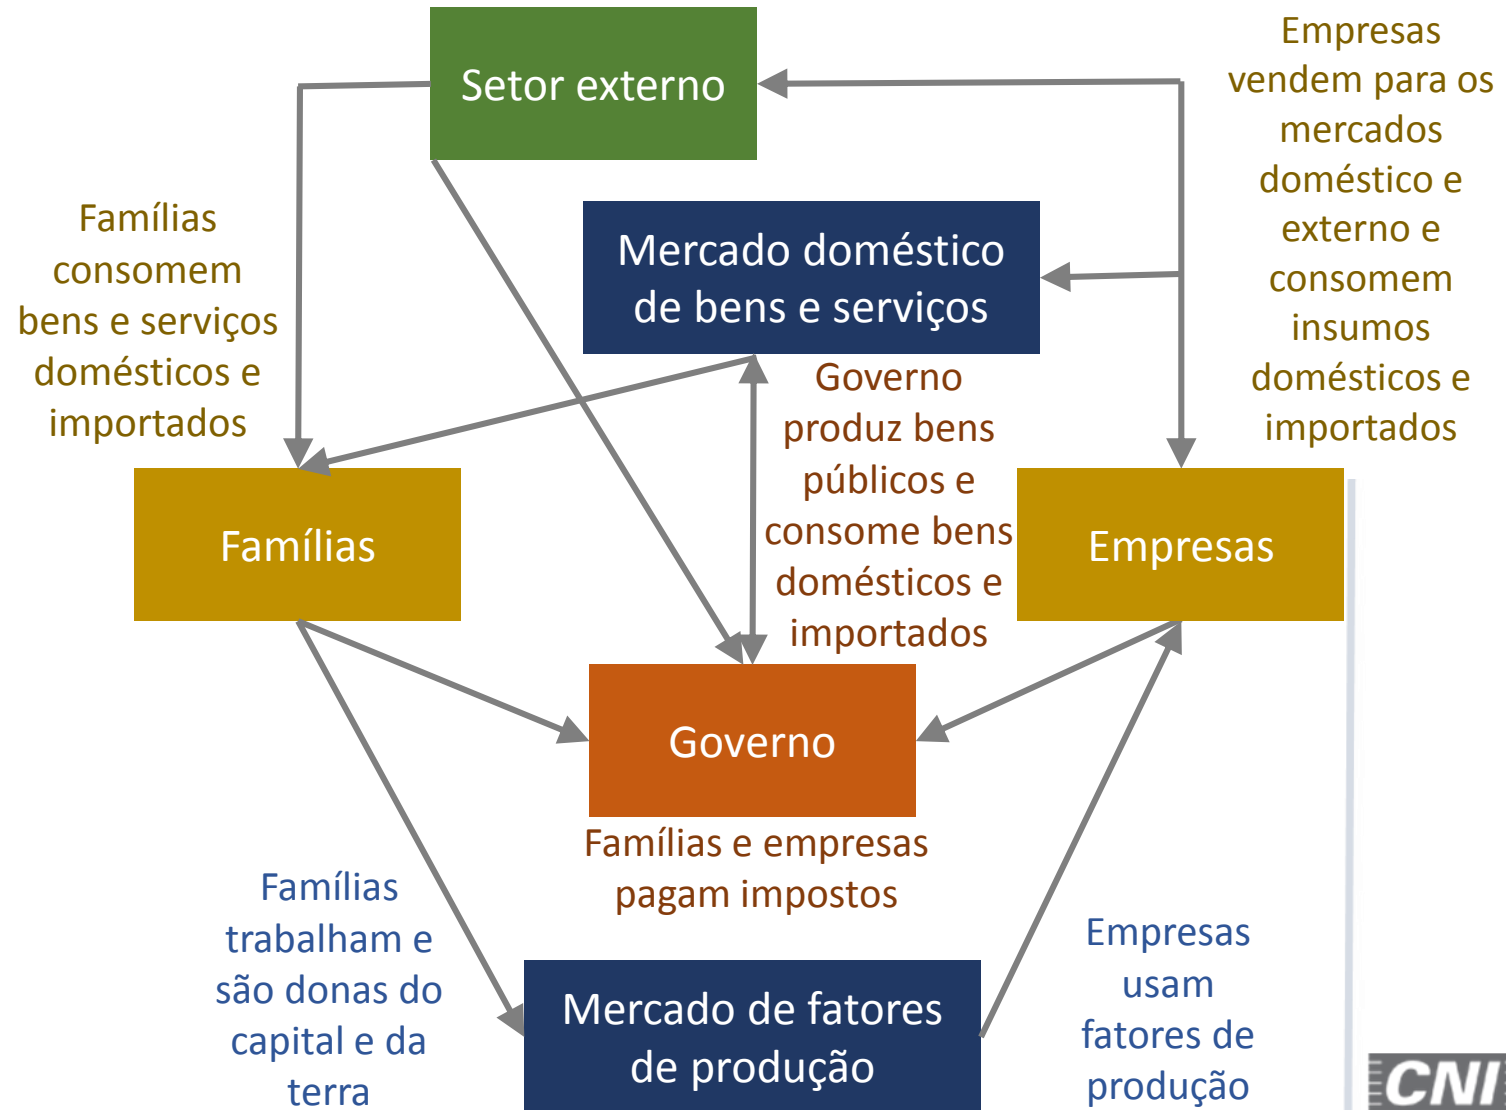 Setor externo
Empresas
vendem para os
mercados
doméstico e
externo e
consomem
insumos
domésticos e
importados
Famílias
consomem
bens e serviços
domésticos e
importados
Mercado doméstico
de bens e serviços
Governo
produz bens
públicos e
consome bens
domésticos e
importados
Famílias
Empresas
Governo
Famílias e empresas
pagam impostos
Famílias
trabalham e
são donas do
capital e da
terra
Mercado de fatores
de produção
Empresas
usam
fatores de
produção
CNI